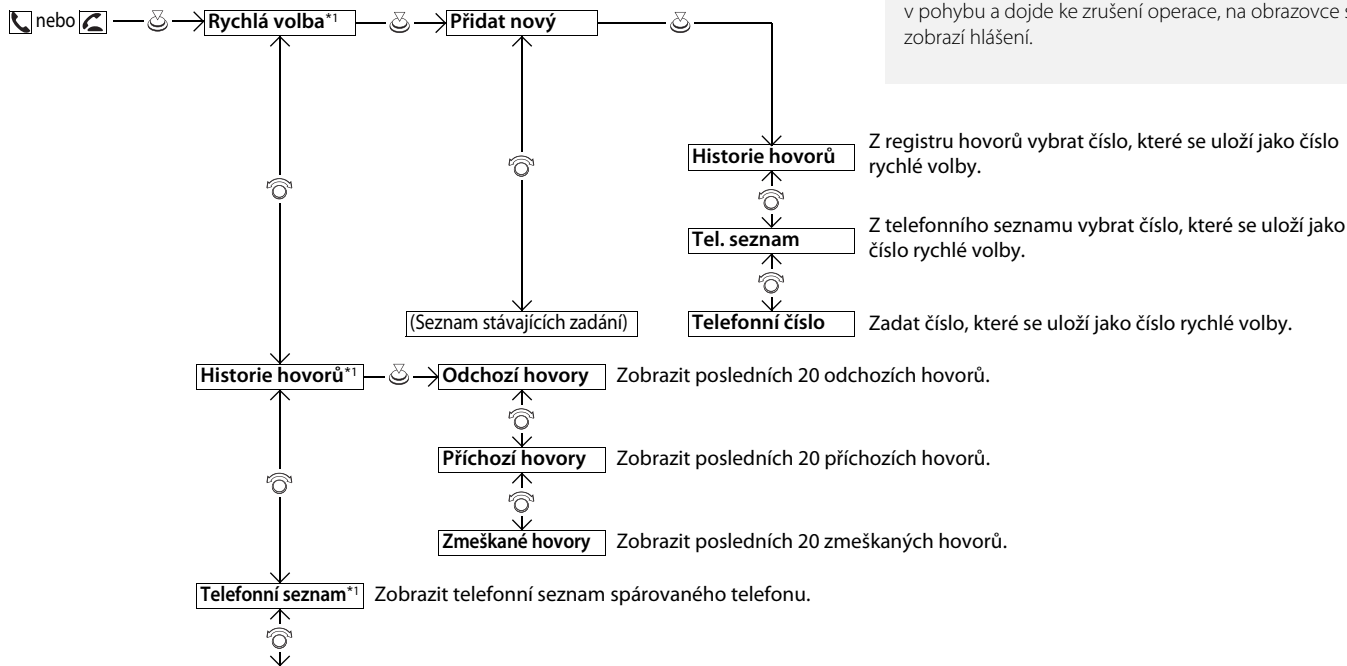 v pohybu a dojde ke zrušení operace, na obrazovce
zobrazí hlášení.
nebo
Rychlá volba*1
Přidat nový
Historie hovorů
Z registru hovorů vybrat číslo, které se uloží jako číslo
rychlé volby.
Tel. seznam
Z telefonního seznamu vybrat číslo, které se uloží jako
číslo rychlé volby.
(Seznam stávajících zadání)
Telefonní číslo
Zadat číslo, které se uloží jako číslo rychlé volby.
Historie hovorů*1
Odchozí hovory
Zobrazit posledních 20 odchozích hovorů.
Příchozí hovory
Zobrazit posledních 20 příchozích hovorů.
Zmeškané hovory
Zobrazit posledních 20 zmeškaných hovorů.
Telefonní seznam*1
Zobrazit telefonní seznam spárovaného telefonu.